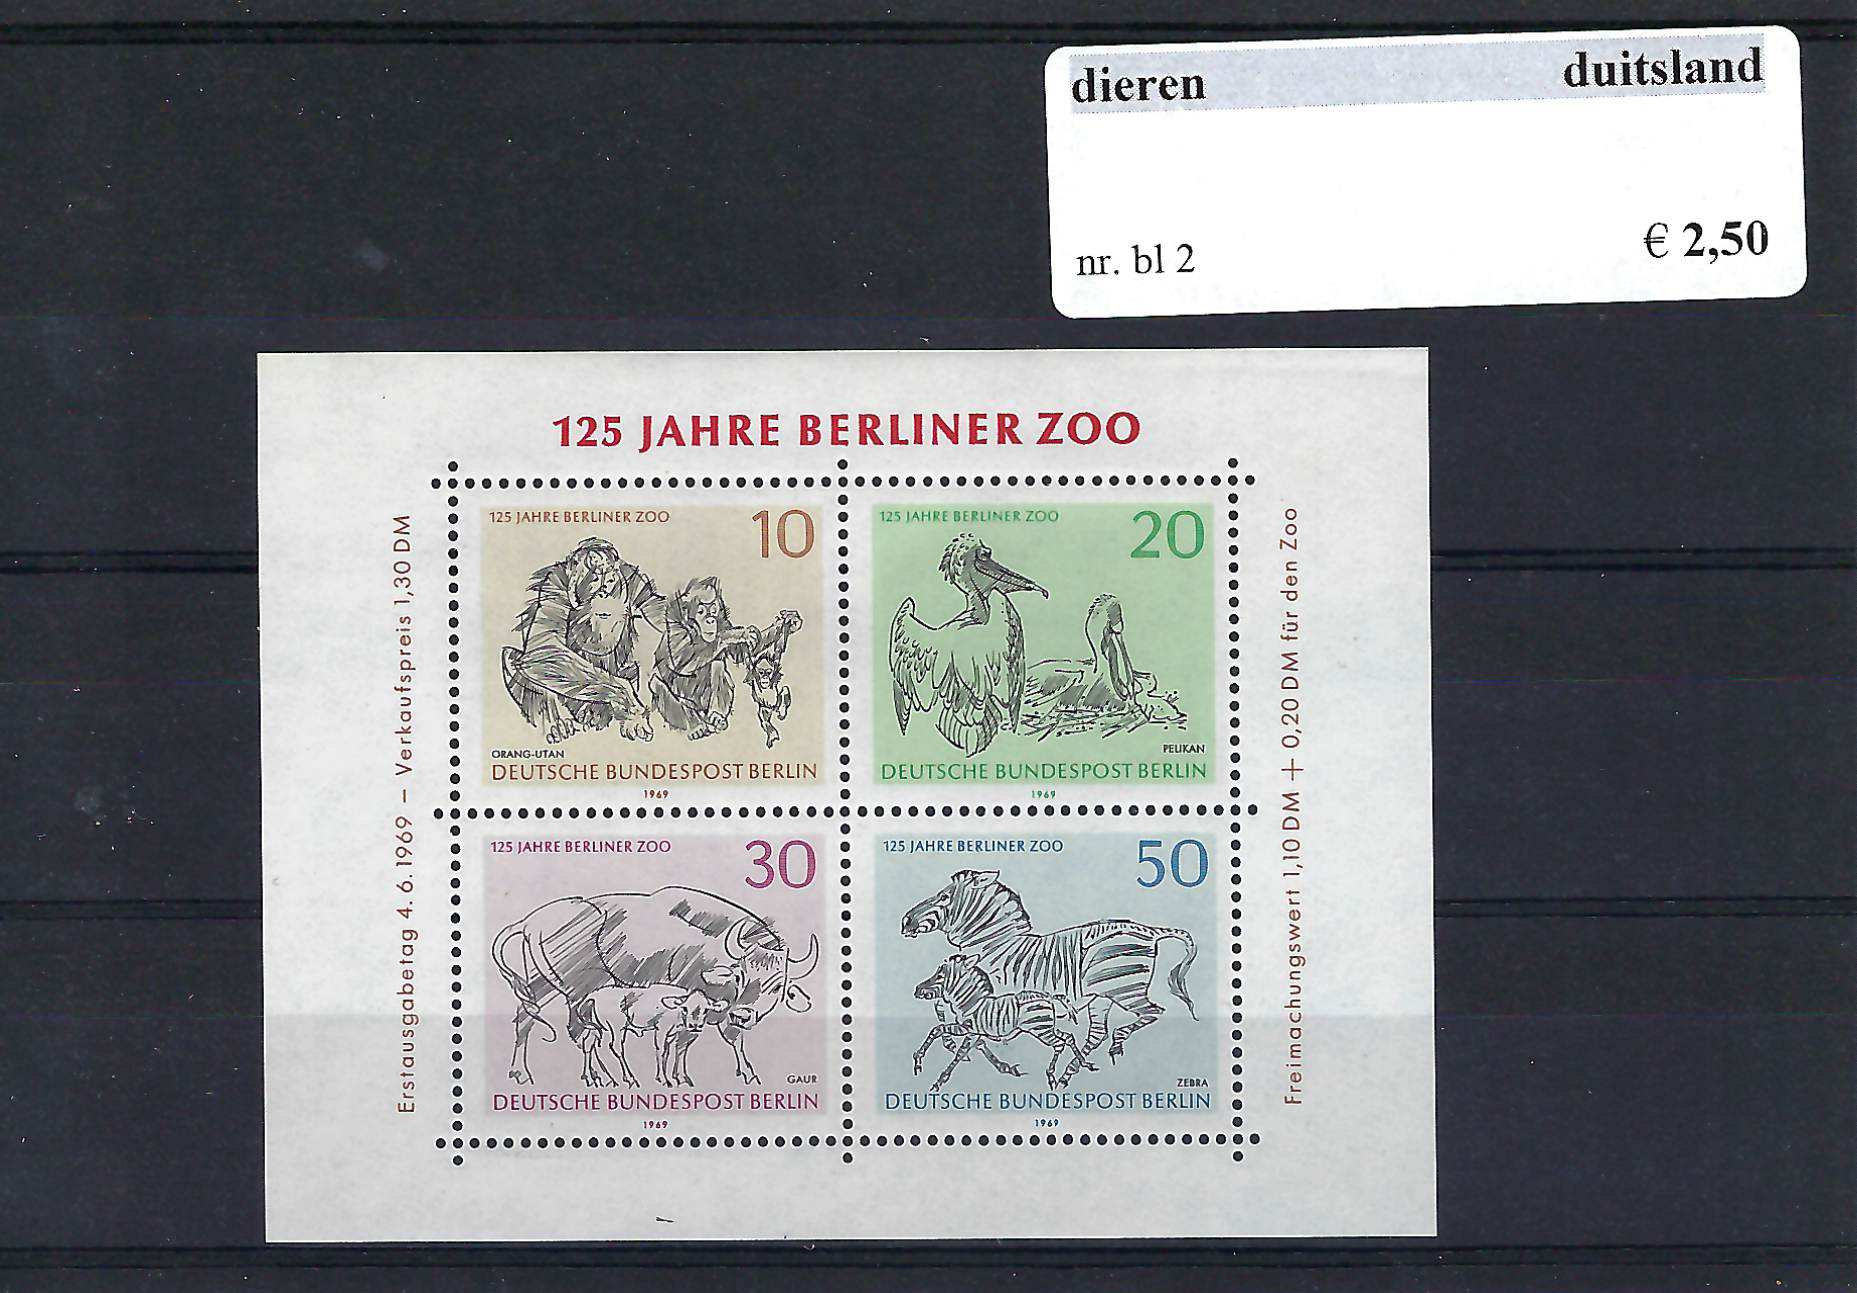 dieren duitsland
nr. bl 2 € 2,50
125 JAHRE BERLINER ZOO
Erstausgabetag 4. 6. 1969 – Verkaufspreis 1,30 DM
125 JAHRE BERLINER ZOO 10
ORANG-UTAN
DEUTSCHE BUNDESPOST BERLIN
1969
125 JAHRE BERLINER ZOO 20
PELIKAN
DEUTSCHE BUNDESPOST BERLIN
1969
125 JAHRE BERLINER ZOO 30
GAUR
DEUTSCHE BUNDESPOST BERLIN
1969
125 JAHRE BERLINER ZOO 50
ZEBRA
DEUTSCHE BUNDESPOST BERLIN
1969
Freimachungswert 1,10 DM + 0,20 DM für den Zoo